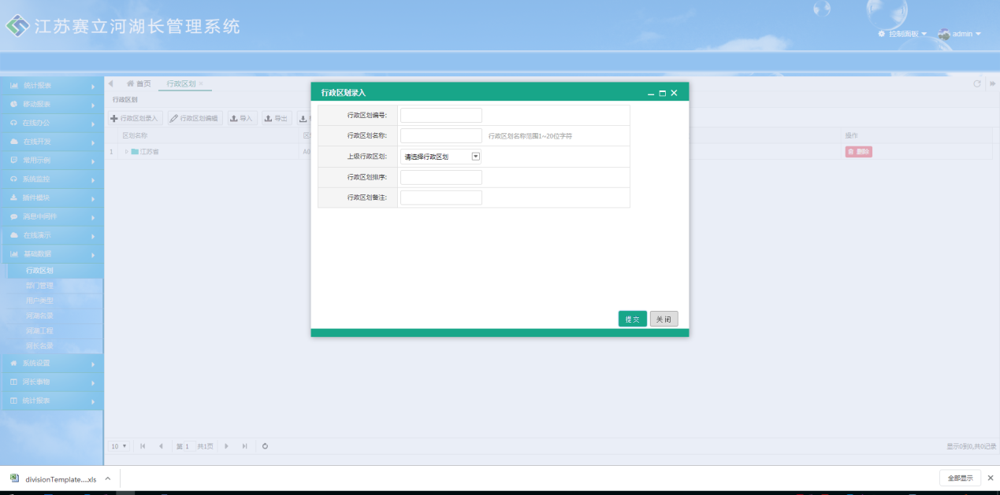 江苏赛立河湖长管理系统
控制面板 admin
首页 行政区划 ×
行政区划
行政区划录入 行政区划编辑 导入 导出
区划名称 操作
1 江苏省 删除
统计报表
移动报表
在线办公
在线开发
常用示例
系统监控
插件模块
消息中间件
在线演示
基础数据
行政区划
部门管理
用户类型
河湖名录
河湖工程
河长名录
系统设置
河长事物
统计报表
行政区划录入
行政区划编号:
行政区划名称: 行政区划名称范围1~20位字符
上级行政区划: 请选择行政区划
行政区划排序:
行政区划备注:
提交 关闭
10 第 1 共1页 显示0到0,共0记录
divisionTemplate....xls 全部显示